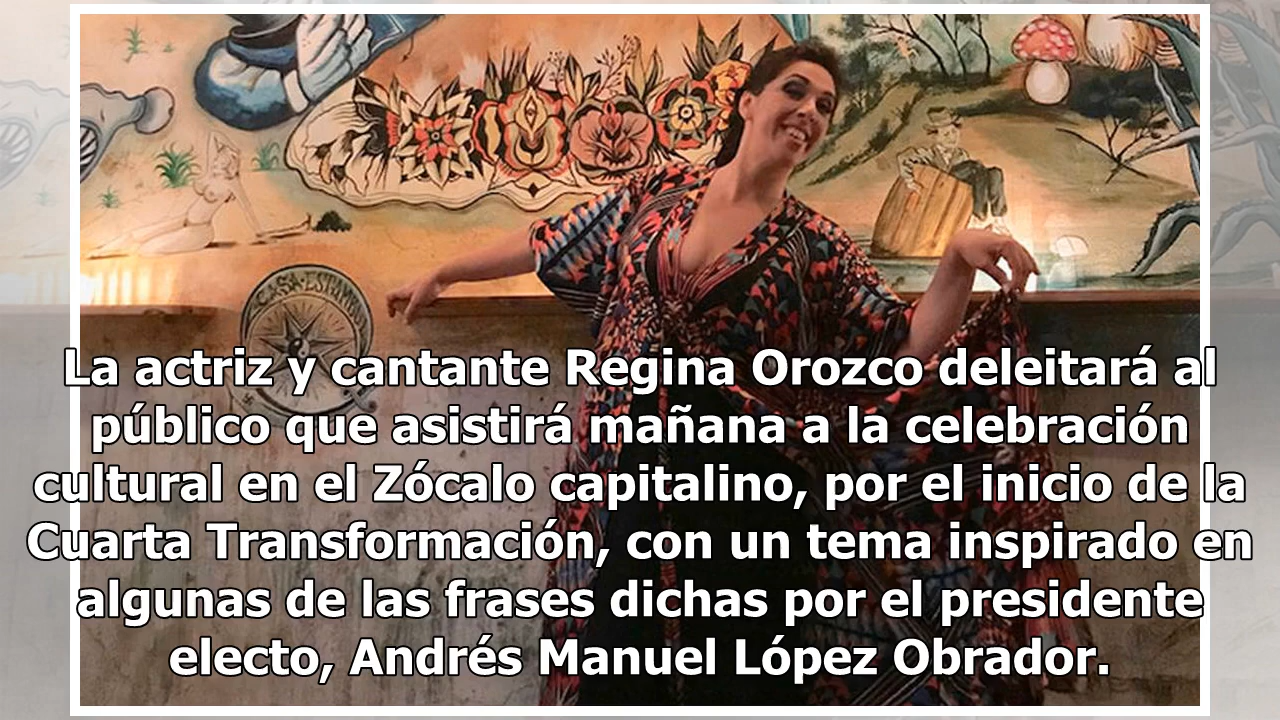 CASA ESTR
La actriz y cantante Regina Orozco deleitará al
público que asistirá mañana a la celebración
cultural en el Zócalo capitalino, por el inicio de la
Cuarta Transformación, con un tema inspirado en
algunas de las frases dichas por el presidente
electo, Andrés Manuel López Obrador.